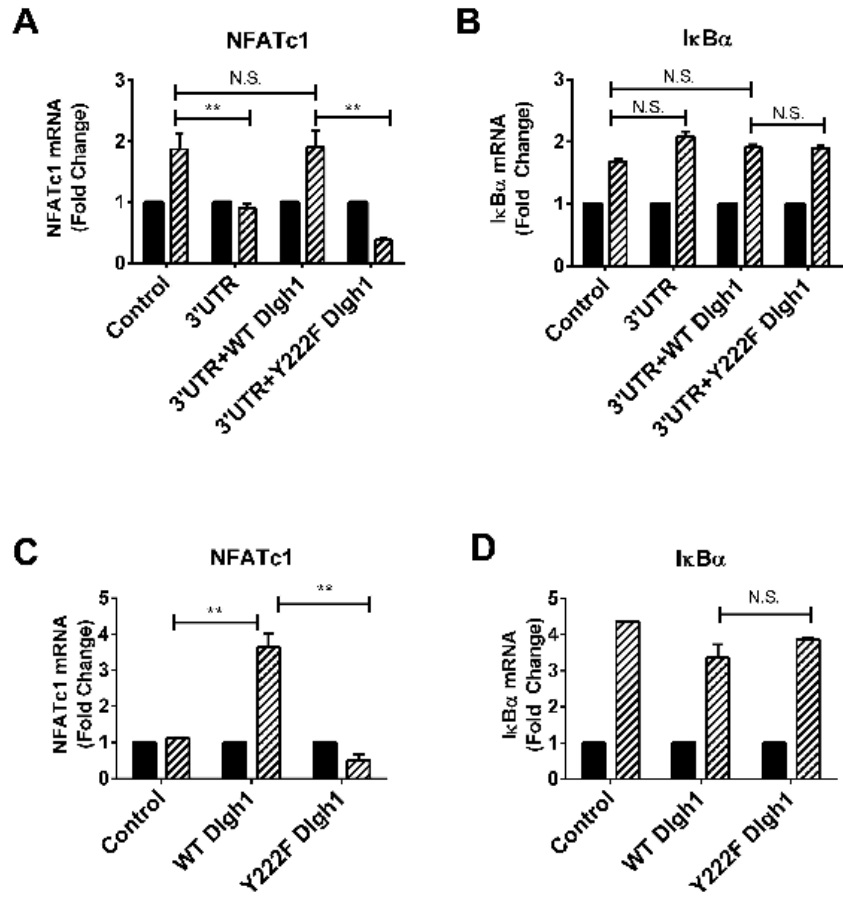 A
NFATc1
NFATc1 mRNA
(Fold Change)
3
2
1
0
N.S.
**
**
Control
3'UTR
3'UTR+WT Dlgh1
3'UTR+Y222F Dlgh1
B
IκBα
IκBα mRNA
(Fold Change)
3
2
1
0
N.S.
N.S.
N.S.
Control
3'UTR
3'UTR+WT Dlgh1
3'UTR+Y222F Dlgh1
C
NFATc1
NFATc1 mRNA
(Fold Change)
5
4
3
2
1
0
**
**
Control
WT Dlgh1
Y222F Dlgh1
D
IκBα
IκBα mRNA
(Fold Change)
5
4
3
2
1
0
N.S.
Control
WT Dlgh1
Y222F Dlgh1